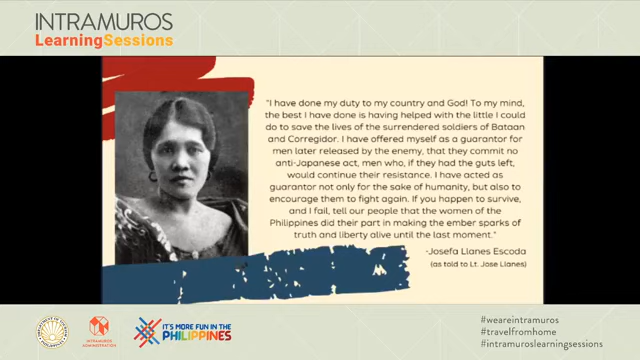 INTRAMUROS
LearningSessions
"I have done my duty to my country and God! To my mind,
the best I have done is having helped with the little I could
do to save the lives of the surrendered soldiers of Bataan
and Corregidor. I have offered myself as a guarantor for
men later released by the enemy, that they commit no
anti-Japanese act, men who, if they had the guts left,
would continue their resistance. I have acted as
guarantor not only for the sake of humanity, but also to
encourage them to fight again. If you happen to survive,
and I fail, tell our people that the women of the
Philippines did their part in making the ember sparks of
truth and liberty alive until the last moment."
-Josefa Llanes Escoda
(as told to Lt. Jose Llanes)
INTRAMUROS
ADMINISTRATION
IT'S MORE FUN IN THE
PHILIPPINES
#weareintramuros
#travelfromhome
#intramuroslearningsessions